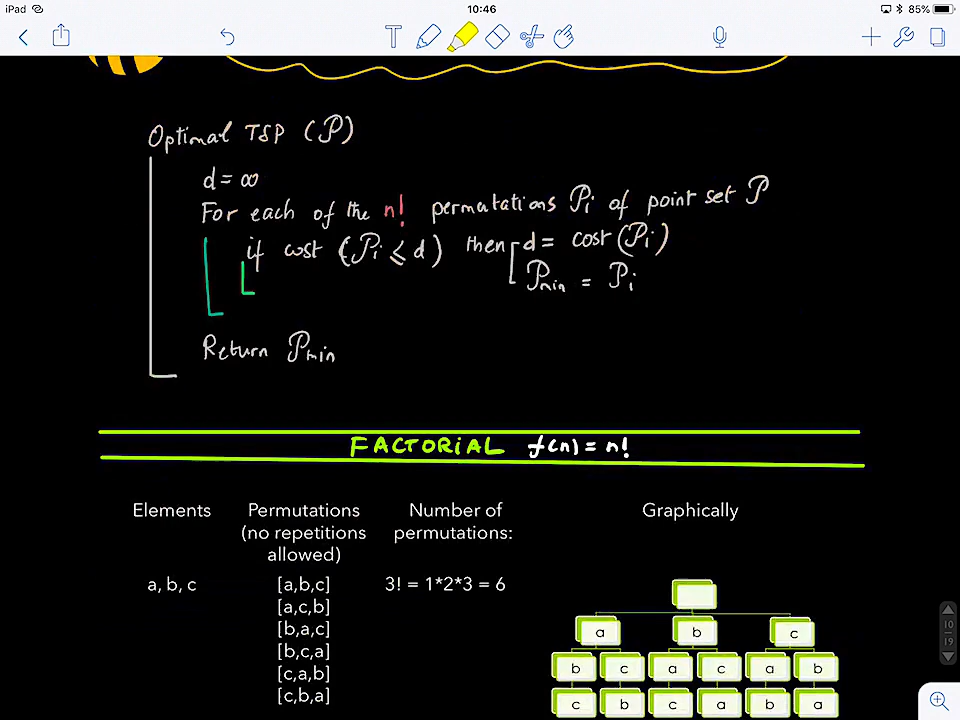 iPad 10:46 85%
T
Optimal TSP (P)
d = ∞
For each of the n! permutations Pi of point set P
if cost (Pi ≤ d) then d = cost (Pi)
Pmin = Pi
Return Pmin
FACTORiAL f(n) = n!
Elements Permutations Number of Graphically
(no repetitions permutations:
allowed)
a, b, c [a,b,c] 3! = 1*2*3 = 6
[a,c,b]
[b,a,c]
[b,c,a]
[c,a,b]
[c,b,a]
a b c
b c a c a b
c b c a b a
10
19